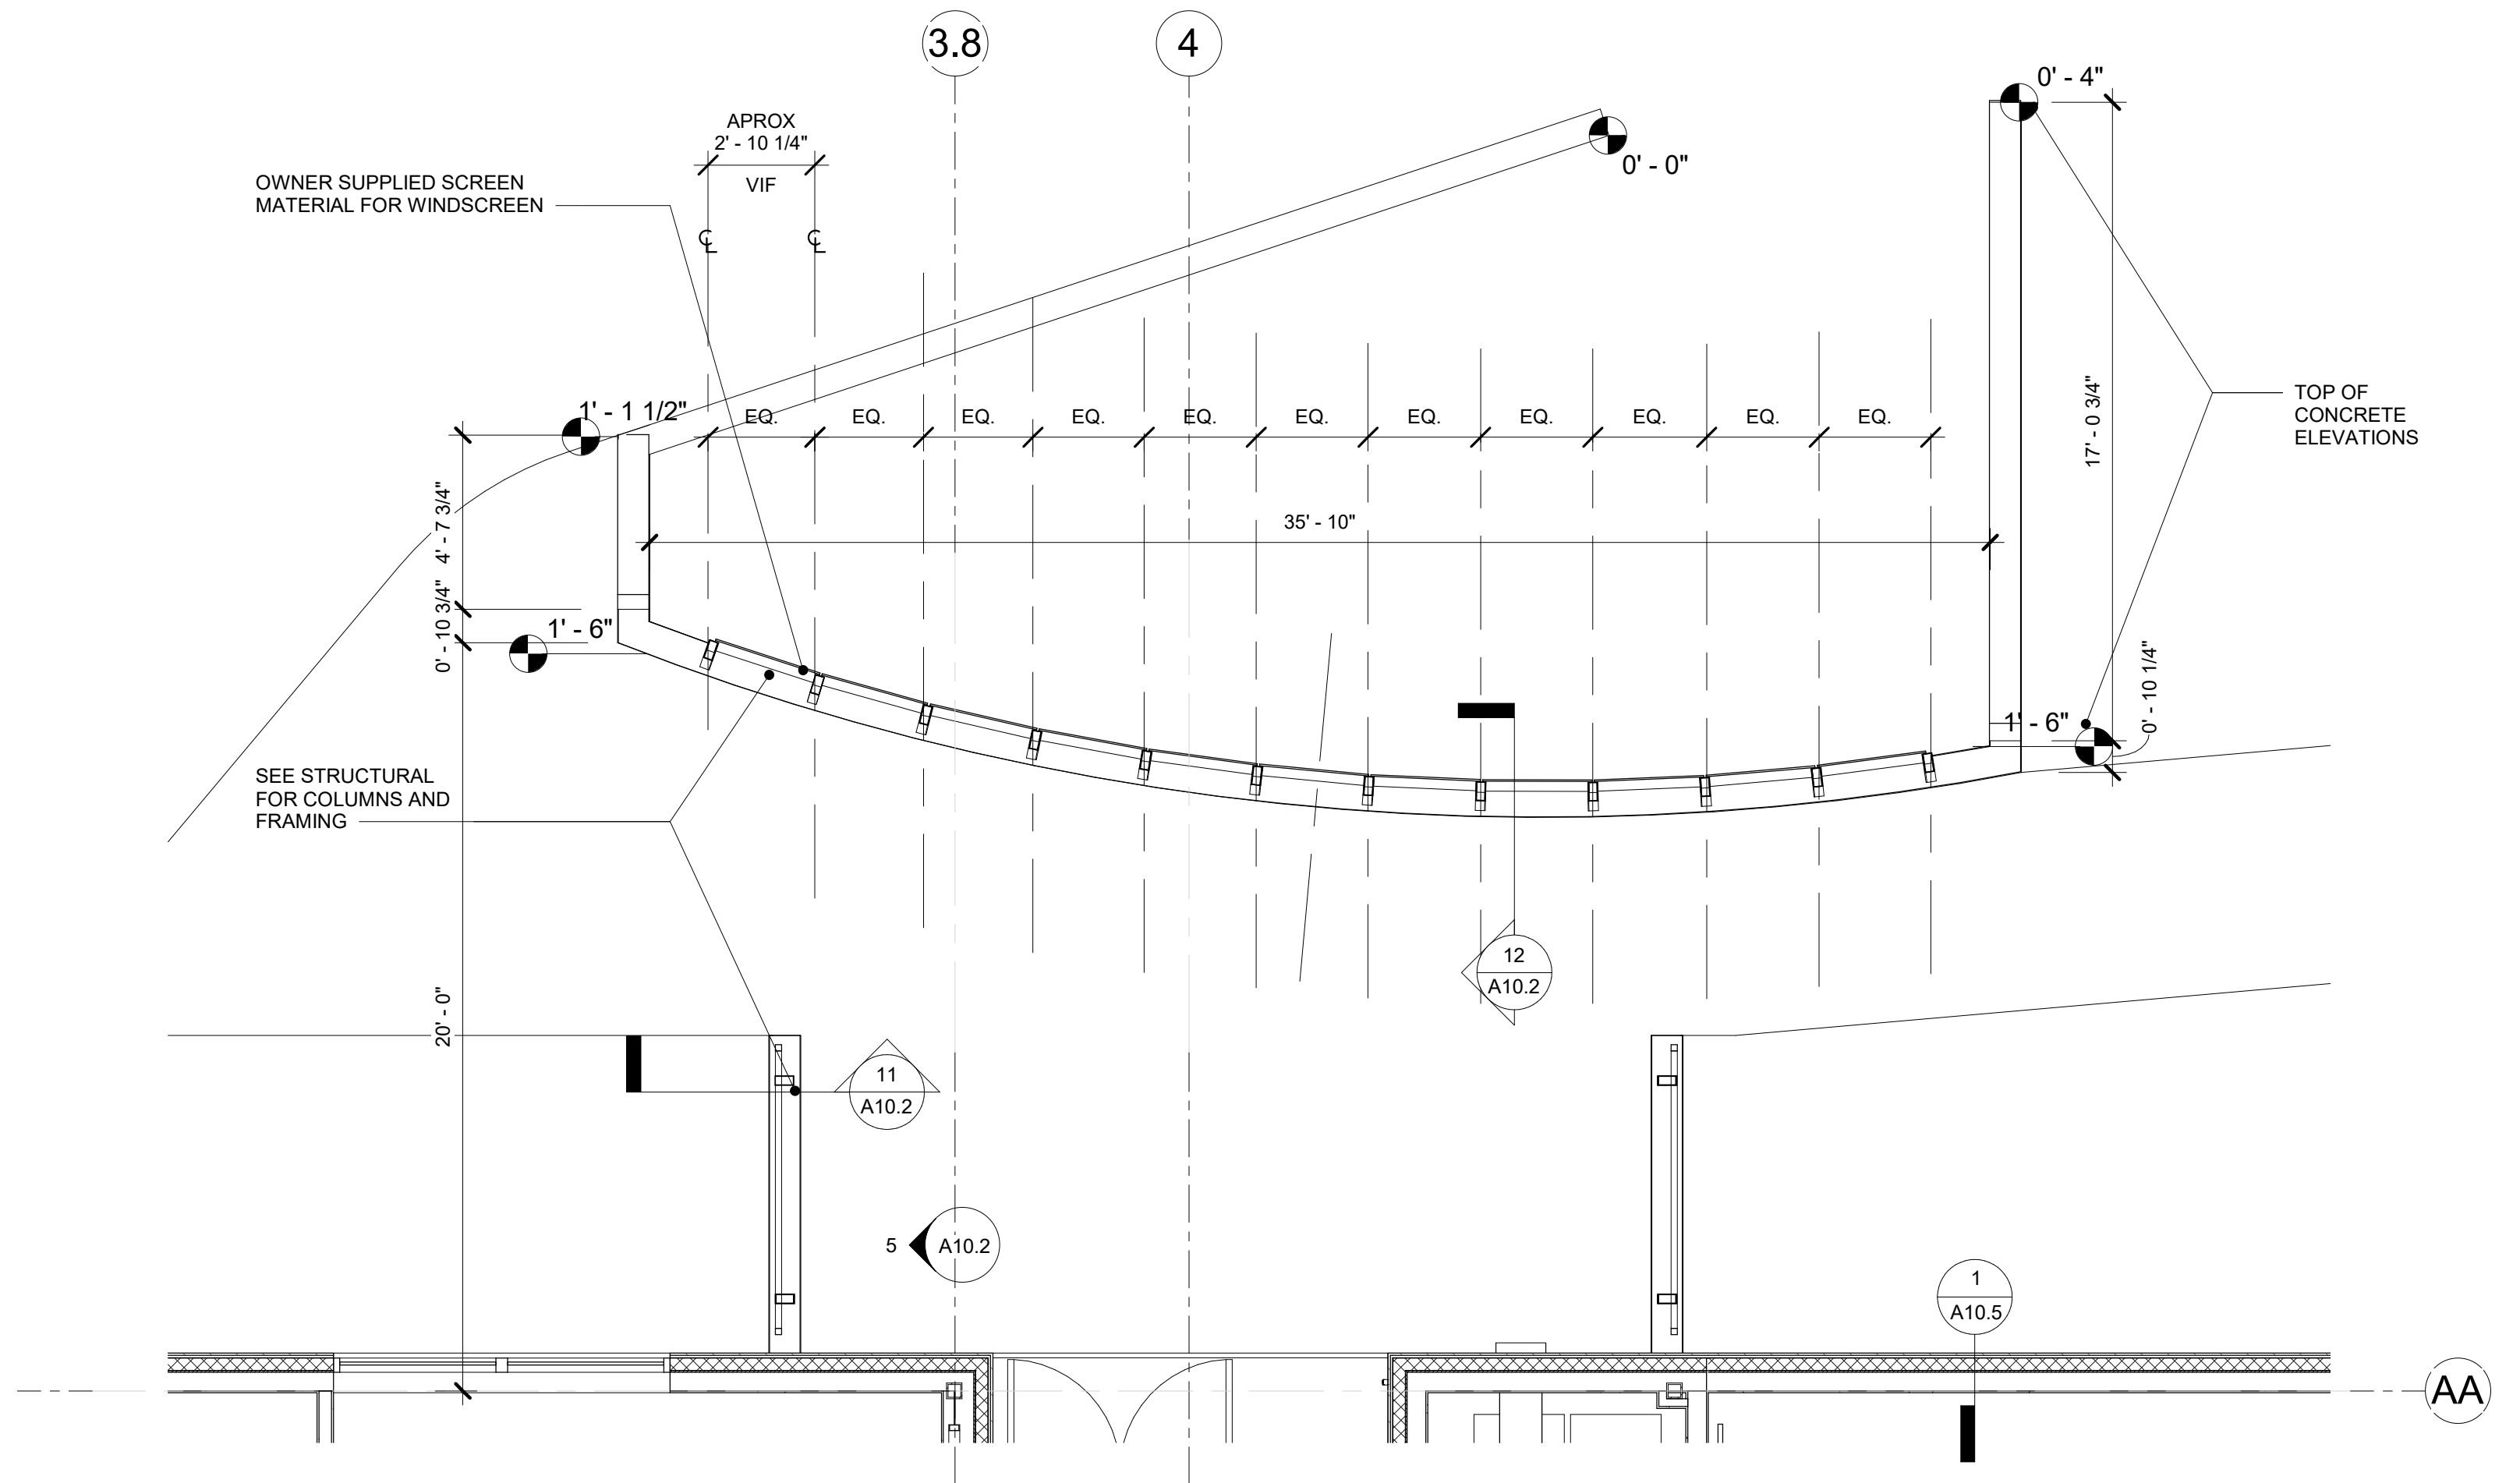 3.8
4
0' - 4"
APROX
2' - 10 1/4"
VIF
0' - 0"
OWNER SUPPLIED SCREEN
MATERIAL FOR WINDSCREEN
℄
℄
1' - 1 1/2"
EQ.
EQ.
EQ.
EQ.
EQ.
EQ.
EQ.
EQ.
EQ.
EQ.
EQ.
17' - 0 3/4"
TOP OF
CONCRETE
ELEVATIONS
35' - 10"
4' - 7 3/4"
0' - 10 3/4"
1' - 6"
1' - 6"
0' - 10 1/4"
SEE STRUCTURAL
FOR COLUMNS AND
FRAMING
12
A10.2
20' - 0"
11
A10.2
5
A10.2
1
A10.5
AA